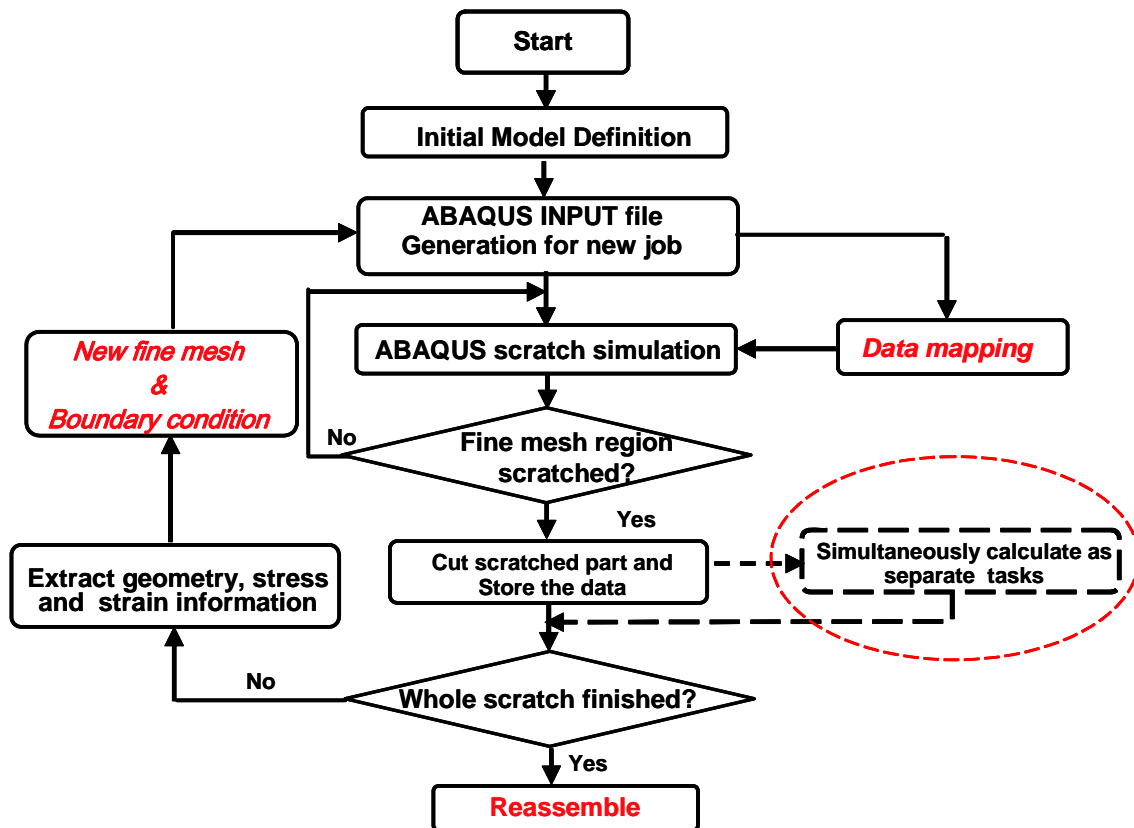 Start
Initial Model Definition
ABAQUS INPUT file
Generation for new job
New fine mesh
&
Boundary condition
ABAQUS scratch simulation
Data mapping
No
Fine mesh region
scratched?
Yes
Extract geometry, stress
and strain information
Cut scratched part and
Store the data
Simultaneously calculate as
separate tasks
No
Whole scratch finished?
Yes
Reassemble